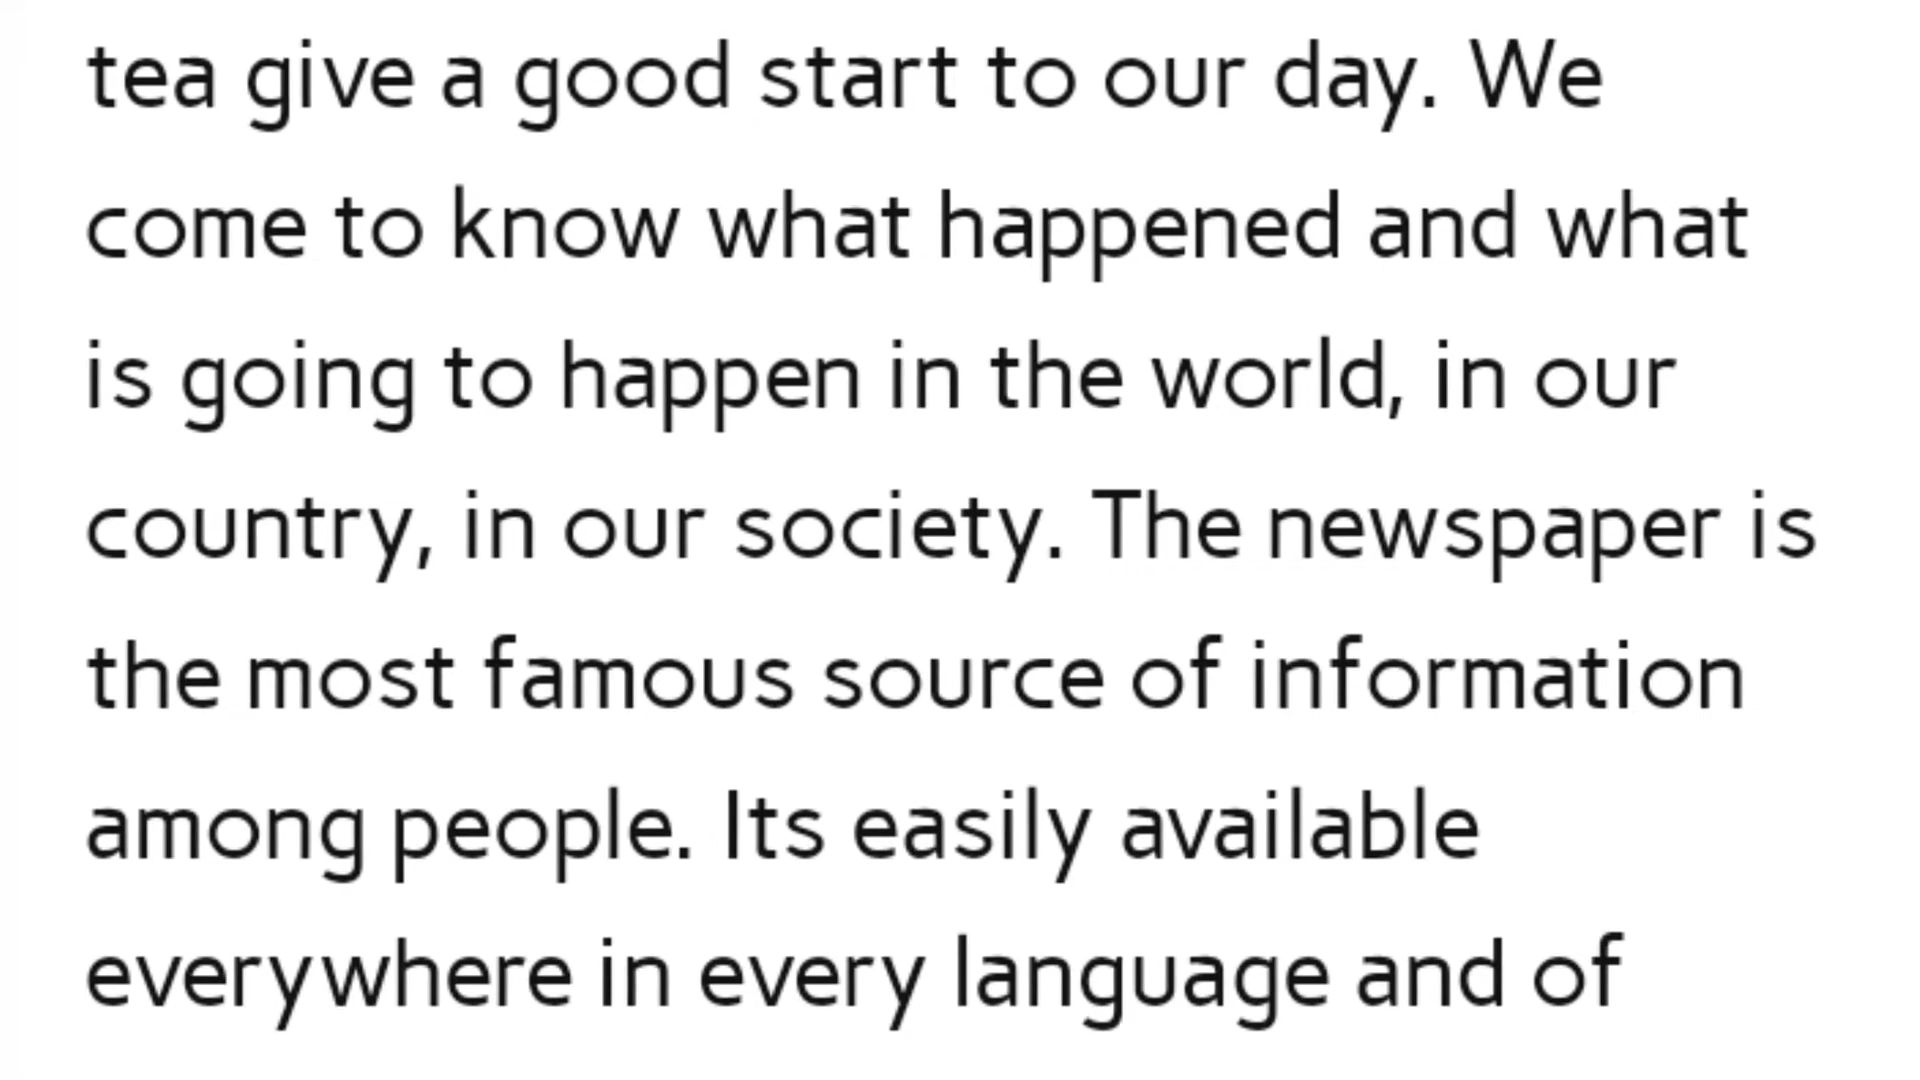 tea give a good start to our day. We
come to know what happened and what
is going to happen in the world, in our
country, in our society. The newspaper is
the most famous source of information
among people. Its easily available
everywhere in every language and of